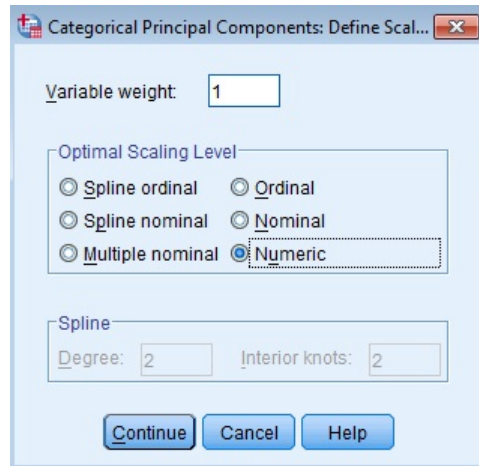 Categorical Principal Components: Define Scal...
Variable weight: 1
Optimal Scaling Level
Spline ordinal Ordinal
Spline nominal Nominal
Multiple nominal Numeric
Spline
Degree: 2 Interior knots: 2
Continue Cancel Help